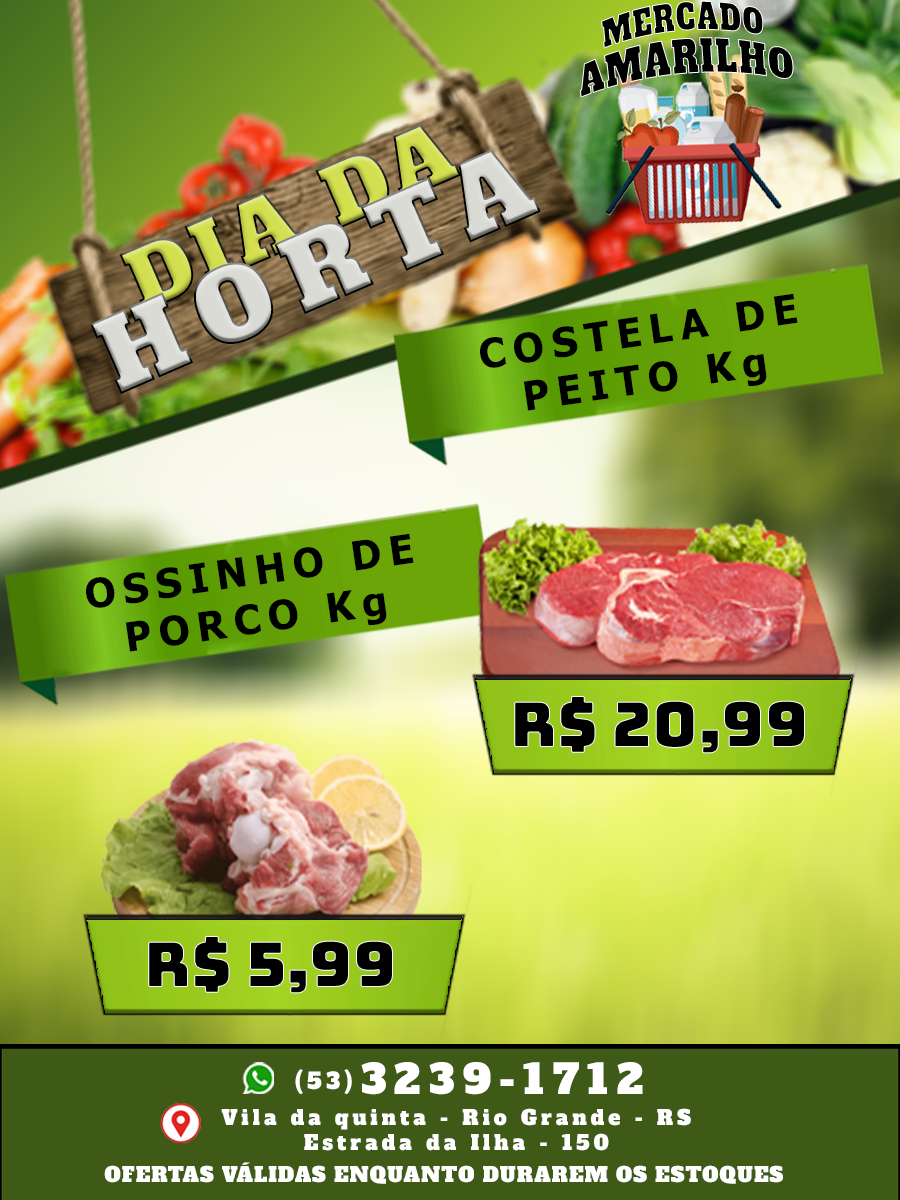 MERCADO
AMARILHO
DIA DA
HORTA
COSTELA DE
PEITO Kg
OSSINHO DE
PORCO Kg
R$ 20,99
R$ 5,99
(53) 3239-1712
Vila da quinta - Rio Grande - RS
Estrada da Ilha - 150
OFERTAS VÁLIDAS ENQUANTO DURAREM OS ESTOQUES